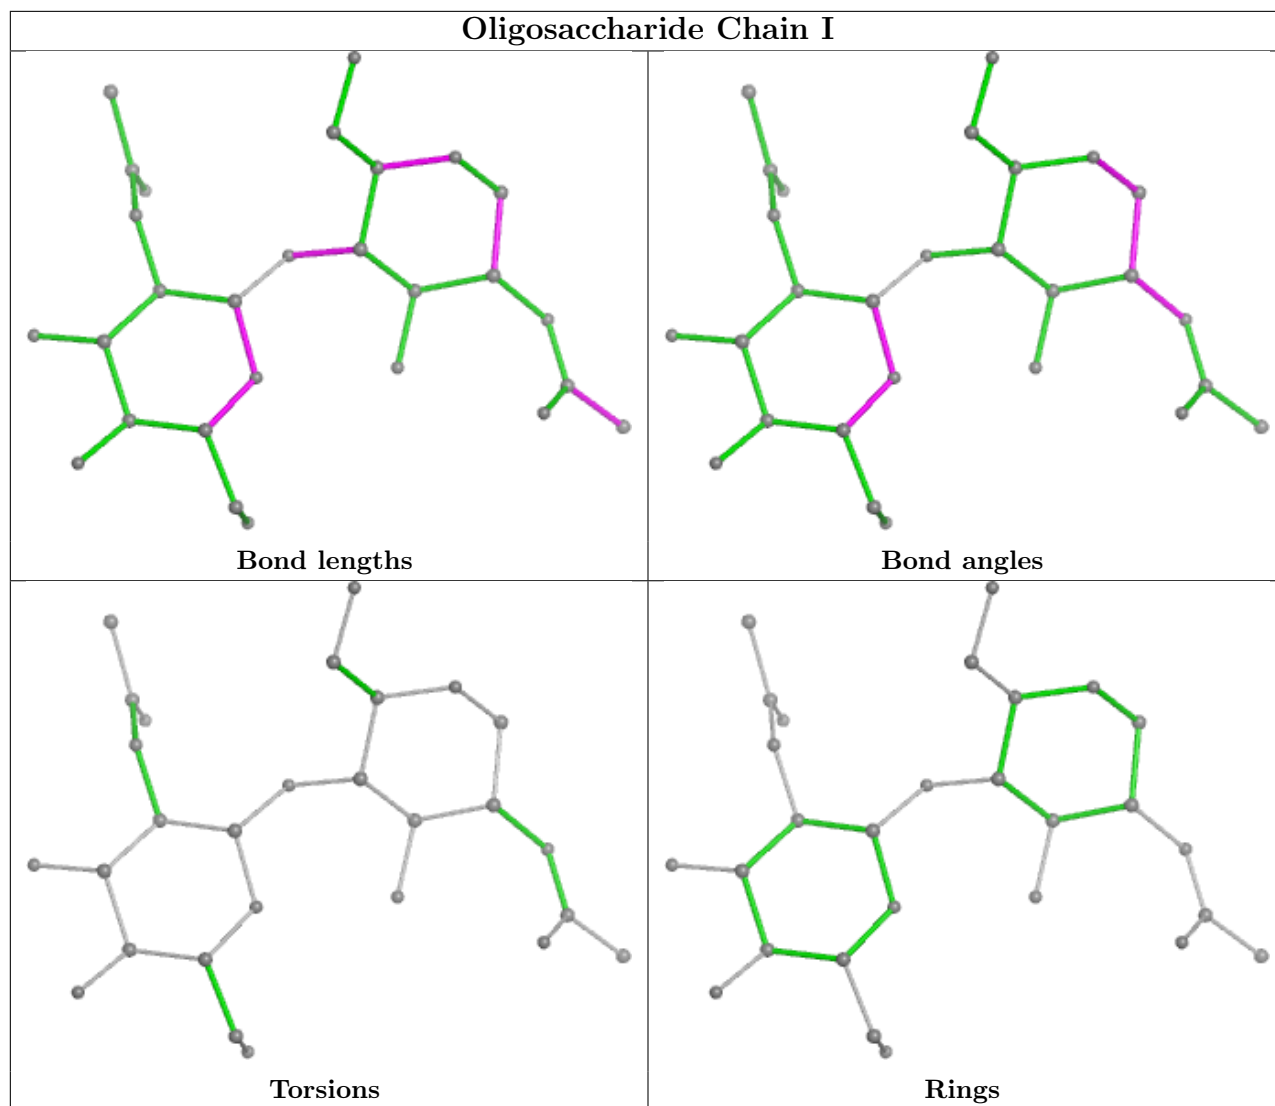 Oligosaccharide Chain I
Bond lengths
Bond angles
Torsions
Rings